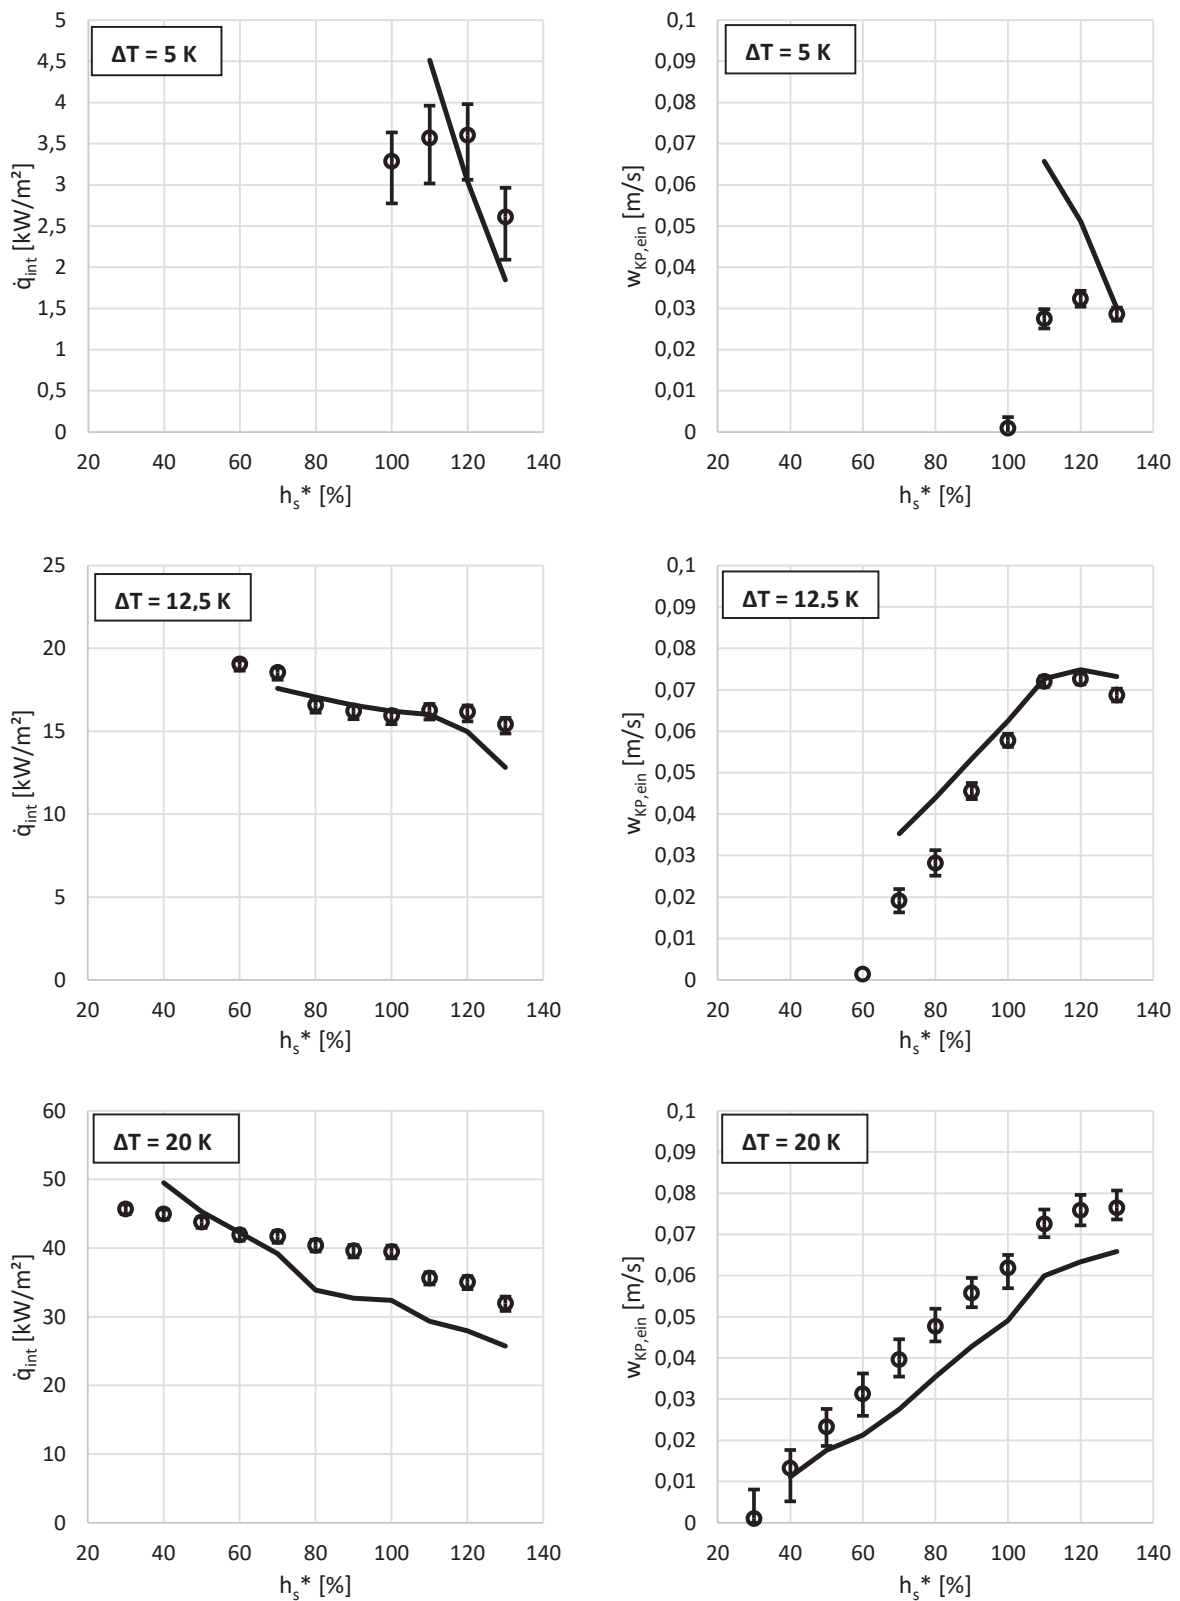 ΔT = 5 K
q̇int [kW/m²]
5
4,5
4
3,5
3
2,5
2
1,5
1
0,5
0
20 40 60 80 100 120 140
hs* [%]
ΔT = 5 K
wKP,ein [m/s]
0,1
0,09
0,08
0,07
0,06
0,05
0,04
0,03
0,02
0,01
0
20 40 60 80 100 120 140
hs* [%]
ΔT = 12,5 K
q̇int [kW/m²]
25
20
15
10
5
0
20 40 60 80 100 120 140
hs* [%]
ΔT = 12,5 K
wKP,ein [m/s]
0,1
0,09
0,08
0,07
0,06
0,05
0,04
0,03
0,02
0,01
0
20 40 60 80 100 120 140
hs* [%]
ΔT = 20 K
q̇int [kW/m²]
60
50
40
30
20
10
0
20 40 60 80 100 120 140
hs* [%]
ΔT = 20 K
wKP,ein [m/s]
0,1
0,09
0,08
0,07
0,06
0,05
0,04
0,03
0,02
0,01
0
20 40 60 80 100 120 140
hs* [%]